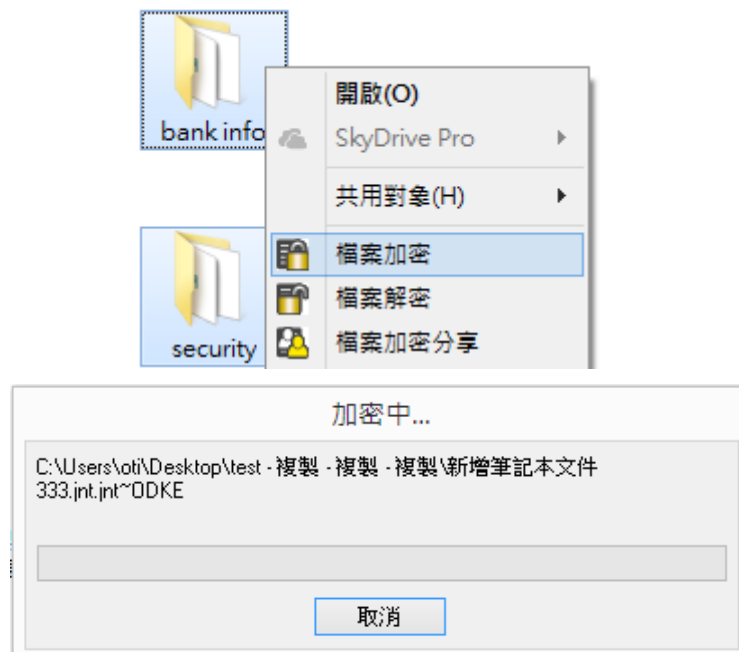 bank info
開啟(O)
SkyDrive Pro
共用對象(H)
檔案加密
檔案解密
security
檔案加密分享
加密中...
C:\Users\oti\Desktop\test - 複製 - 複製 - 複製\新增筆記本文件
333.jnt.jnt~ODKE
取消